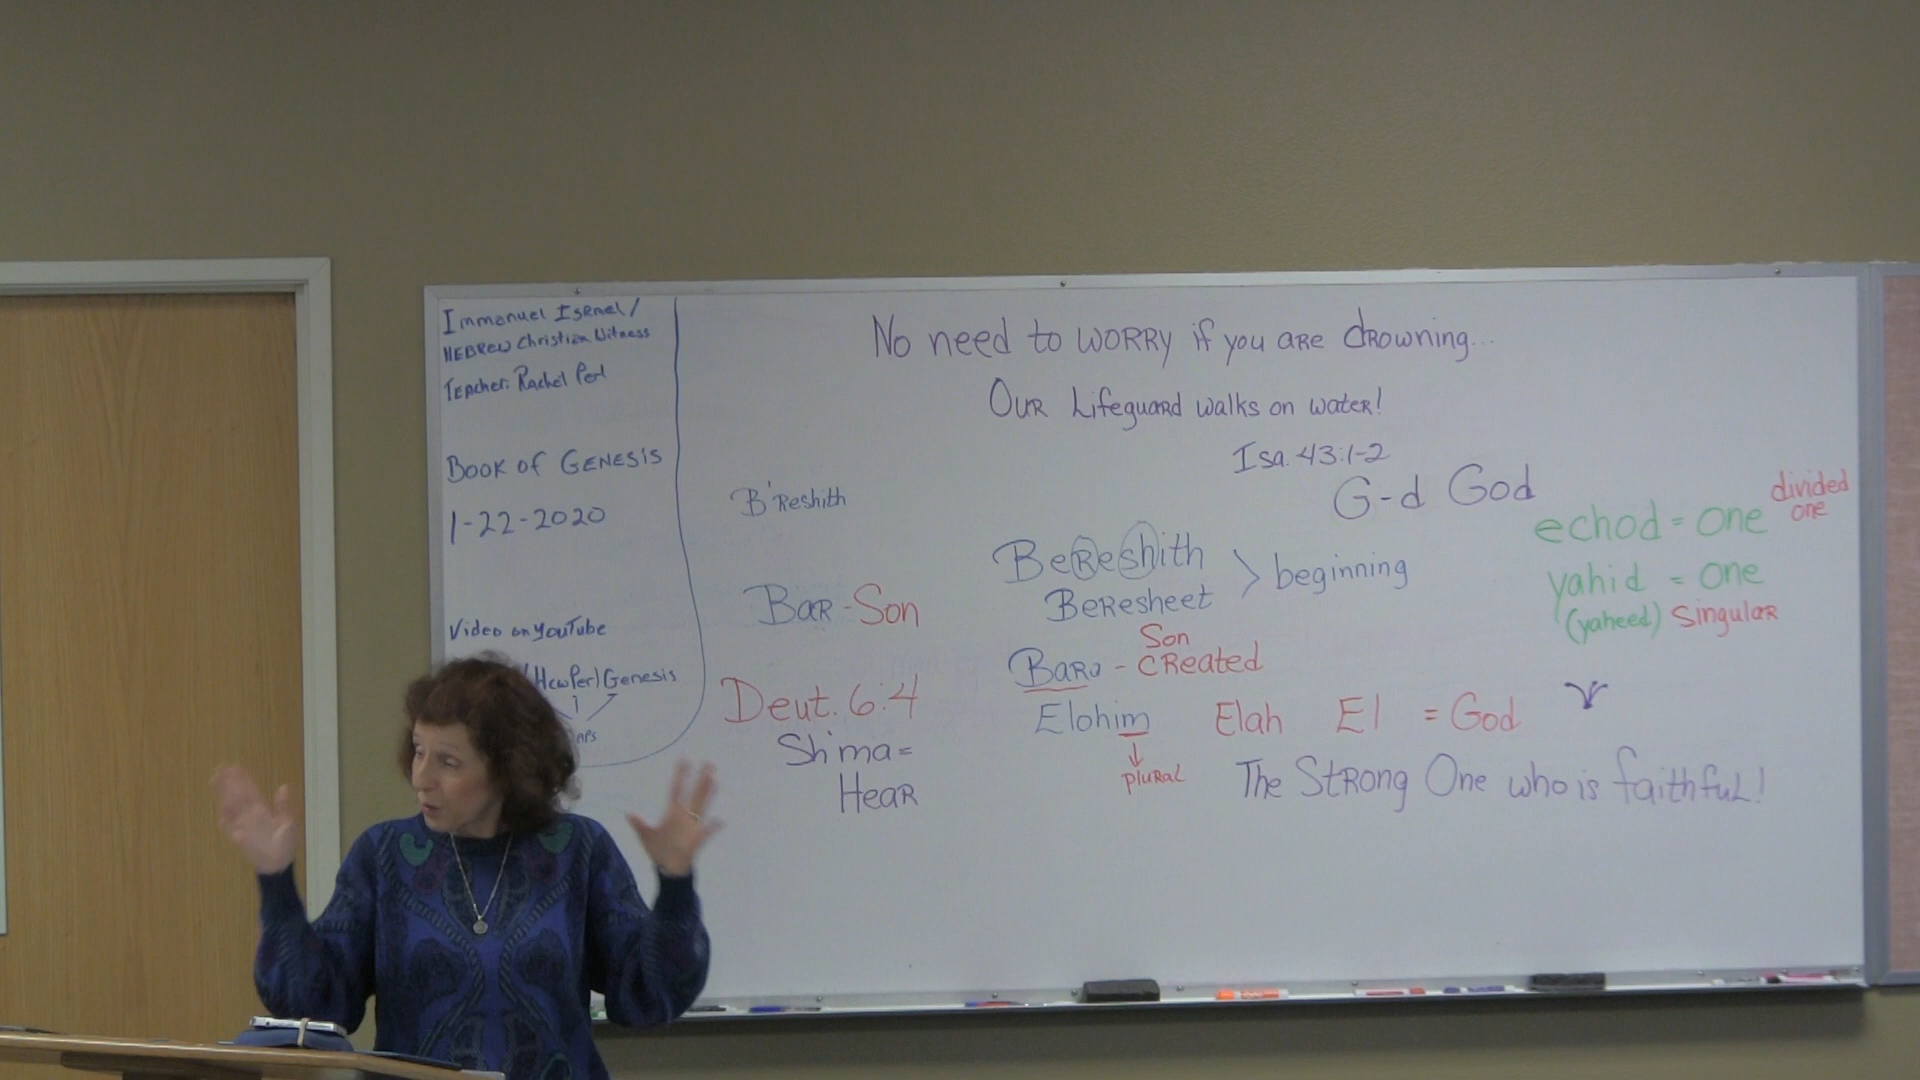 Immanuel Israel/
HEBREW Christian Witness
Teacher: Rachel Perl
Book of GENESIS
1-22-2020
Video on YouTube
(HcwPer)Genesis
No need to WORRY if you are drowning...
Our Lifeguard walks on water!
Isa. 43:1-2
G-d God
B'Reshith
BeReshith
Beresheet
> beginning
echod = one divided
one
yahid = one
(yaheed) Singular
Bar - Son
Son
Bara - Created
Deut. 6:4
Sh'ma =
Hear
Elohim Elah El = God
plural
The Strong One who is faithful!